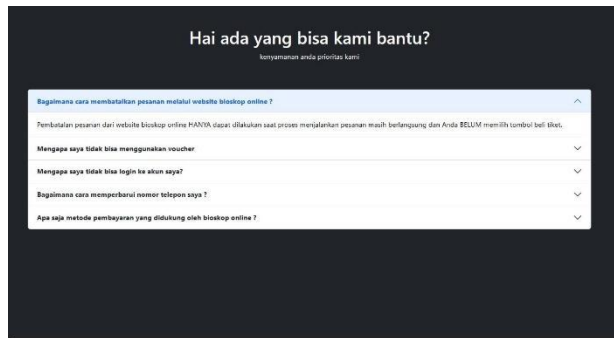 Hai ada yang bisa kami bantu?
kenyamanan anda prioritas kami
Bagaimana cara membatalkan pesanan melalui website bioskop online ?
Pembatalan pesanan dari website bioskop online HANYA dapat dilakukan saat proses menjalankan pesanan masih berlangsung dan Anda BELUM memilih tombol beli tiket.
Mengapa saya tidak bisa menggunakan voucher
Mengapa saya tidak bisa login ke akun saya?
Bagaimana cara memperbarui nomor telepon saya ?
Apa saja metode pembayaran yang didukung oleh bioskop online ?